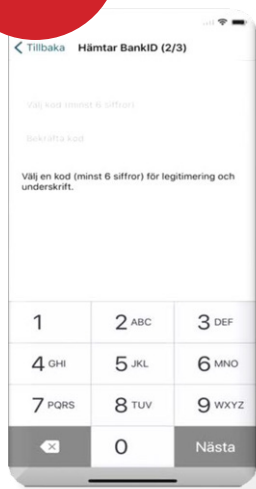 Tillbaka Hämtar BankID (2/3)
Välj kod (minst 6 siffror)
Bekräfta kod
Välj en kod (minst 6 siffror) för legitimering och
underskrift.
1 2 ABC 3 DEF
4 GHI 5 JKL 6 MNO
7 PQRS 8 TUV 9 WXYZ
0 Nästa